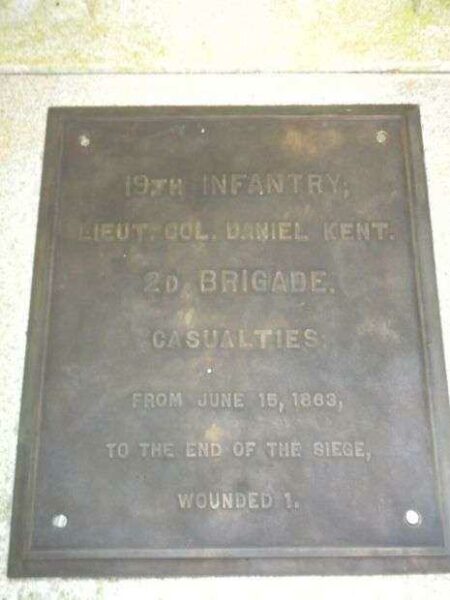 19TH INFANTRY;
LIEUT. COL. DANIEL KENT.
2D BRIGADE.
CASUALTIES:
FROM JUNE 15, 1863,
TO THE END OF THE SIEGE,
WOUNDED 1.